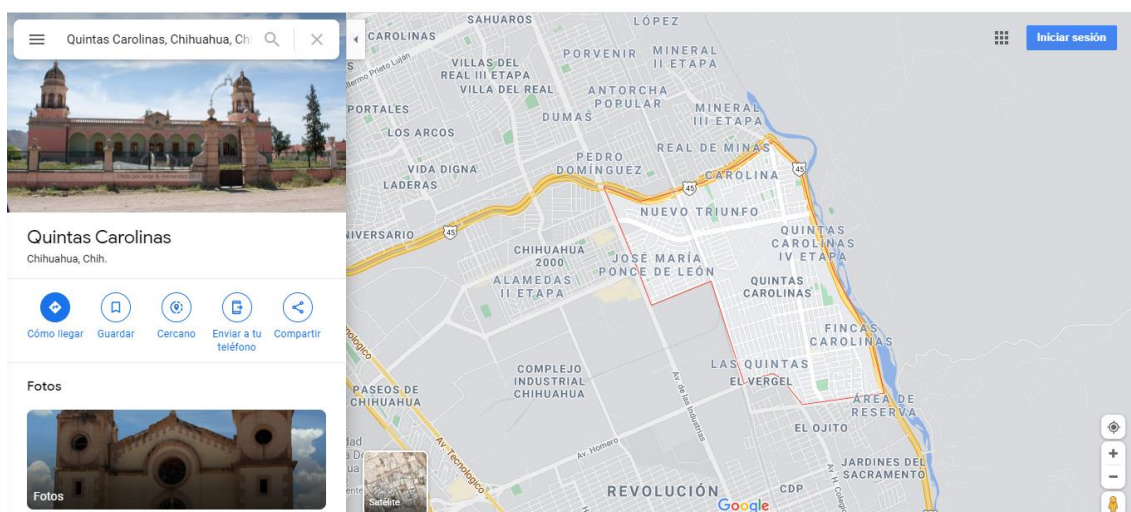 Quintas Carolinas, Chihuahua, Ch
Quintas Carolinas
Chihuahua, Chih.
Cómo llegar
Guardar
Cercano
Enviar a tu
teléfono
Compartir
Fotos
Fotos
SAHUAROS
LÓPEZ
CAROLINAS
Iniciar sesión
PORVENIR
MINERAL
II ETAPA
VILLAS DEL
REAL III ETAPA
VILLA DEL REAL
ANTORCHA
POPULAR
PORTALES
DUMAS
MINERAL
III ETAPA
LOS ARCOS
REAL DE MINAS
PEDRO
DOMÍNGUEZ
VIDA DIGNA
LADERAS
45
CAROLINA
45
NUEVO TRIUNFO
NIVERSARIO
45
QUINTAS
CAROLINAS
IV ETAPA
CHIHUAHUA
2000
JOSÉ MARÍA
PONCE DE LEÓN
ALAMEDAS
II ETAPA
QUINTAS
CAROLINAS
FINCAS
CAROLINAS
LAS QUINTAS
COMPLEJO
INDUSTRIAL
CHIHUAHUA
EL VERGEL
PASEOS DE
CHIHUAHUA
Av. de las Industrias
ÁREA DE
RESERVA
EL OJITO
Av. Homero
Av. Tecnologico
JARDINES DEL
SACRAMENTO
Satélite
REVOLUCIÓN
CDP
Av. H. Colegio
Google